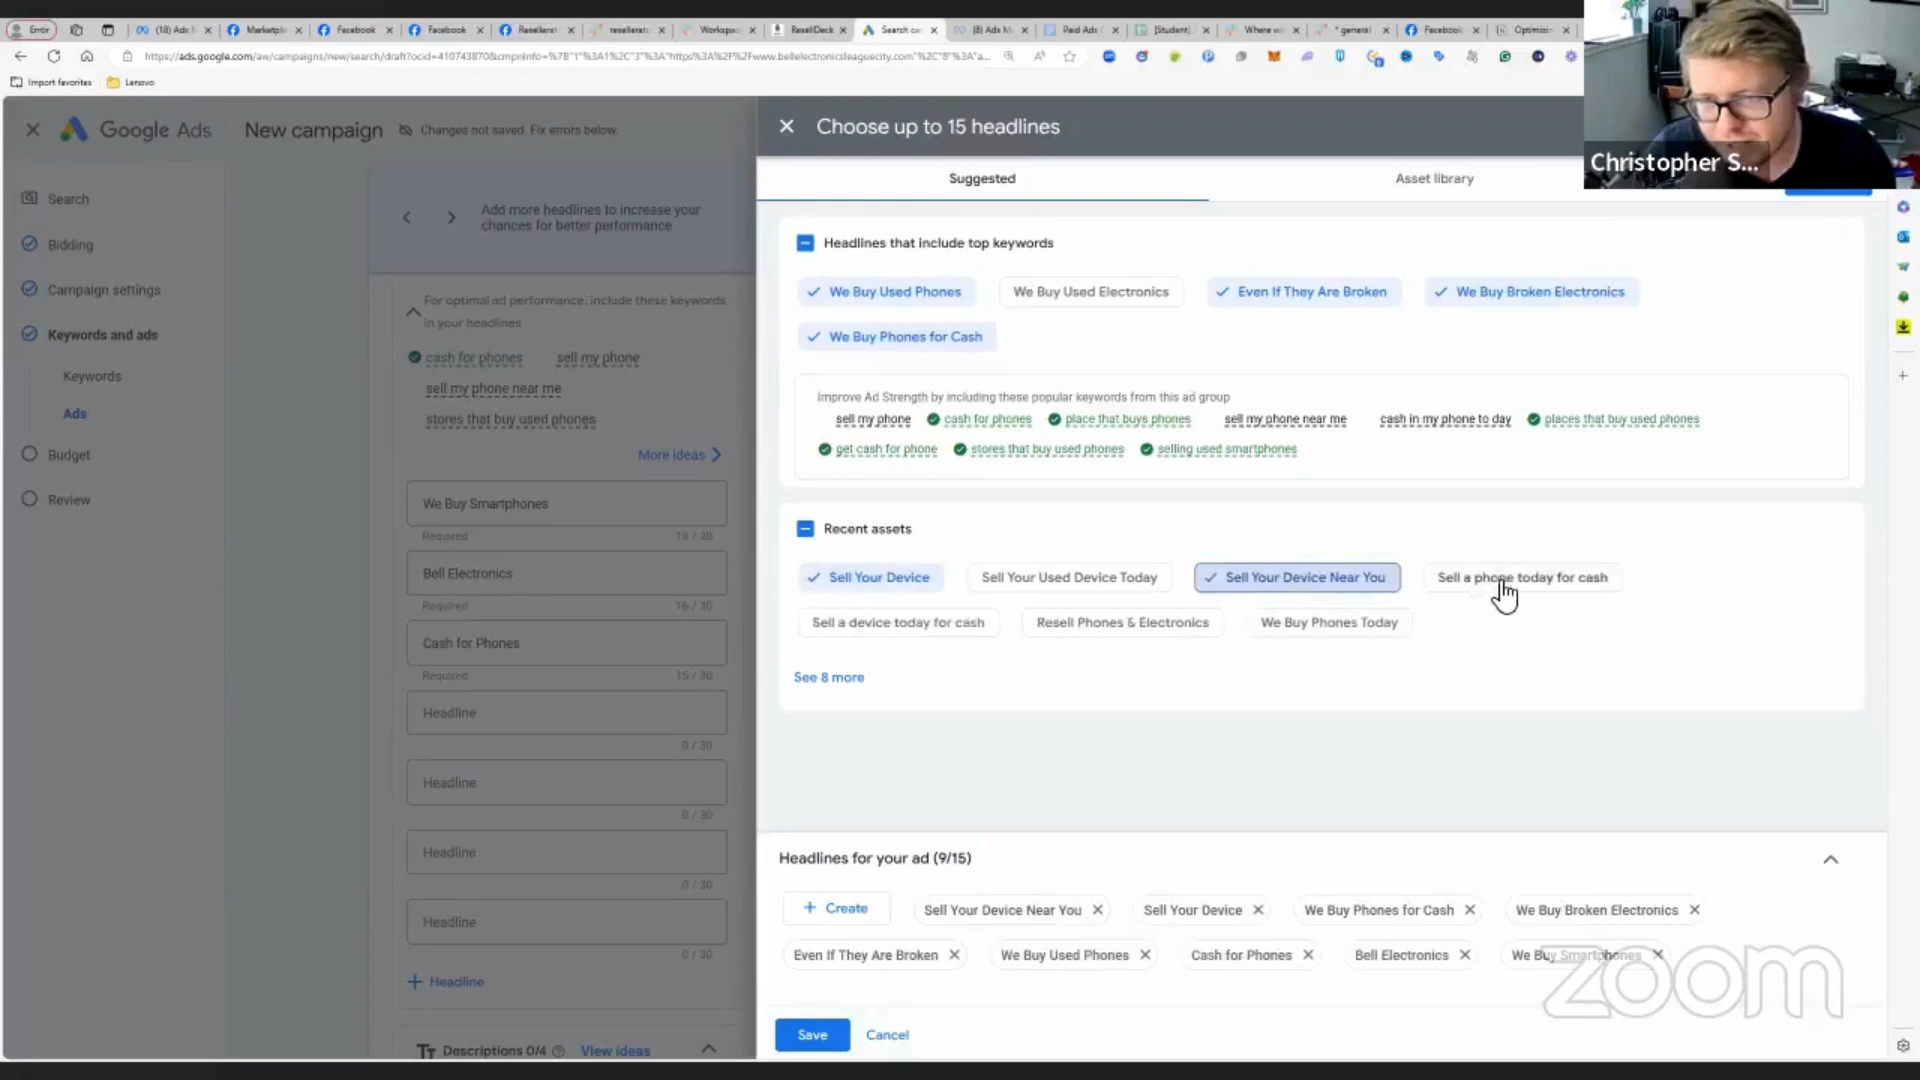 Error
(18) Ads M
Marketpl
Facebook
Facebook
Resellerat
resellerate
Workspac
ResellDeck
Search ca
(8) Ads M
Paid Ads
[Student]
Where w
* general
Facebook
Optimizin
https://ads.google.com/aw/campaigns/new/search/draft?ocid=410743870&cmpnInfo=%7B"1"%3A1%2C"3"%3A"https%3A%2F%2Fwww.bellelectronicsleaguecity.com"%2C"8"%3A"a...
Import favorites
Lenovo
Google Ads
New campaign
Changes not saved. Fix errors below.
Search
Bidding
Campaign settings
Keywords and ads
Keywords
Ads
Budget
Review
Add more headlines to increase your
chances for better performance
For optimal ad performance, include these keywords
in your headlines
cash for phones sell my phone
sell my phone near me
stores that buy used phones
More ideas
We Buy Smartphones
Required 18 / 30
Bell Electronics
Required 16 / 30
Cash for Phones
Required 15 / 30
Headline
0 / 30
Headline
0 / 30
Headline
0 / 30
Headline
0 / 30
+ Headline
Descriptions 0/4 View ideas
Choose up to 15 headlines
Suggested Asset library
Headlines that include top keywords
We Buy Used Phones We Buy Used Electronics Even If They Are Broken We Buy Broken Electronics
We Buy Phones for Cash
Improve Ad Strength by including these popular keywords from this ad group
sell my phone cash for phones place that buys phones sell my phone near me cash in my phone to day places that buy used phones
get cash for phone stores that buy used phones selling used smartphones
Recent assets
Sell Your Device Sell Your Used Device Today Sell Your Device Near You Sell a phone today for cash
Sell a device today for cash Resell Phones & Electronics We Buy Phones Today
See 8 more
Headlines for your ad (9/15)
+ Create Sell Your Device Near You Sell Your Device We Buy Phones for Cash We Buy Broken Electronics
Even If They Are Broken We Buy Used Phones Cash for Phones Bell Electronics We Buy Smartphones
Save Cancel
Christopher S...
zoom